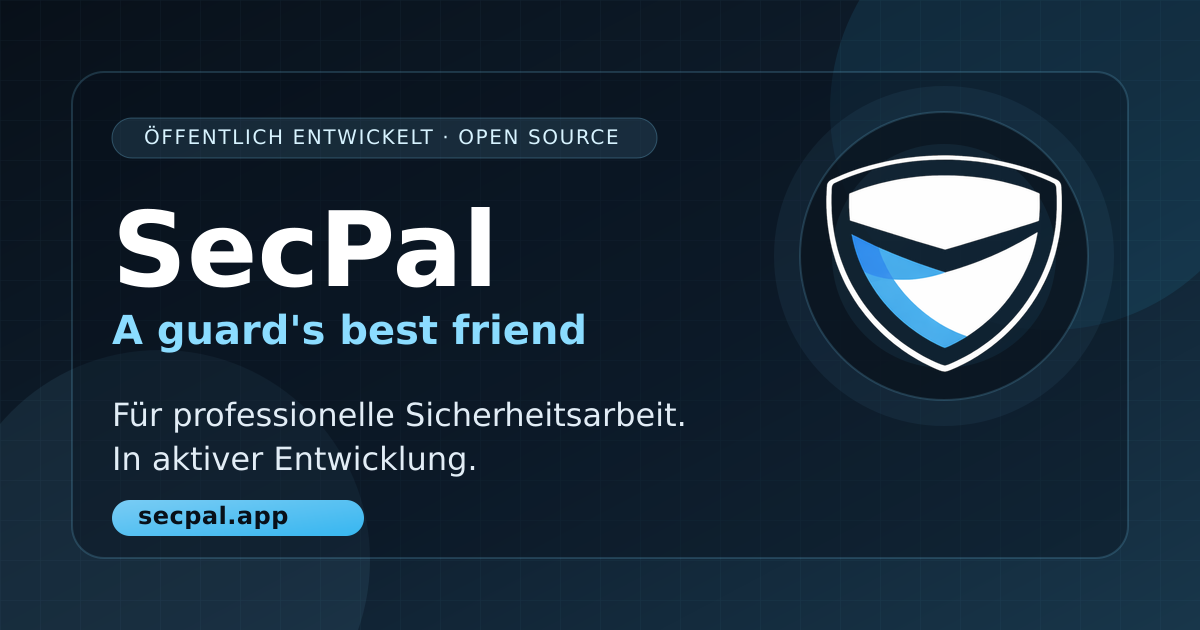 ÖFFENTLICH ENTWICKELT · OPEN SOURCE
SecPal
A guard's best friend
Für professionelle Sicherheitsarbeit.
In aktiver Entwicklung.
secpal.app